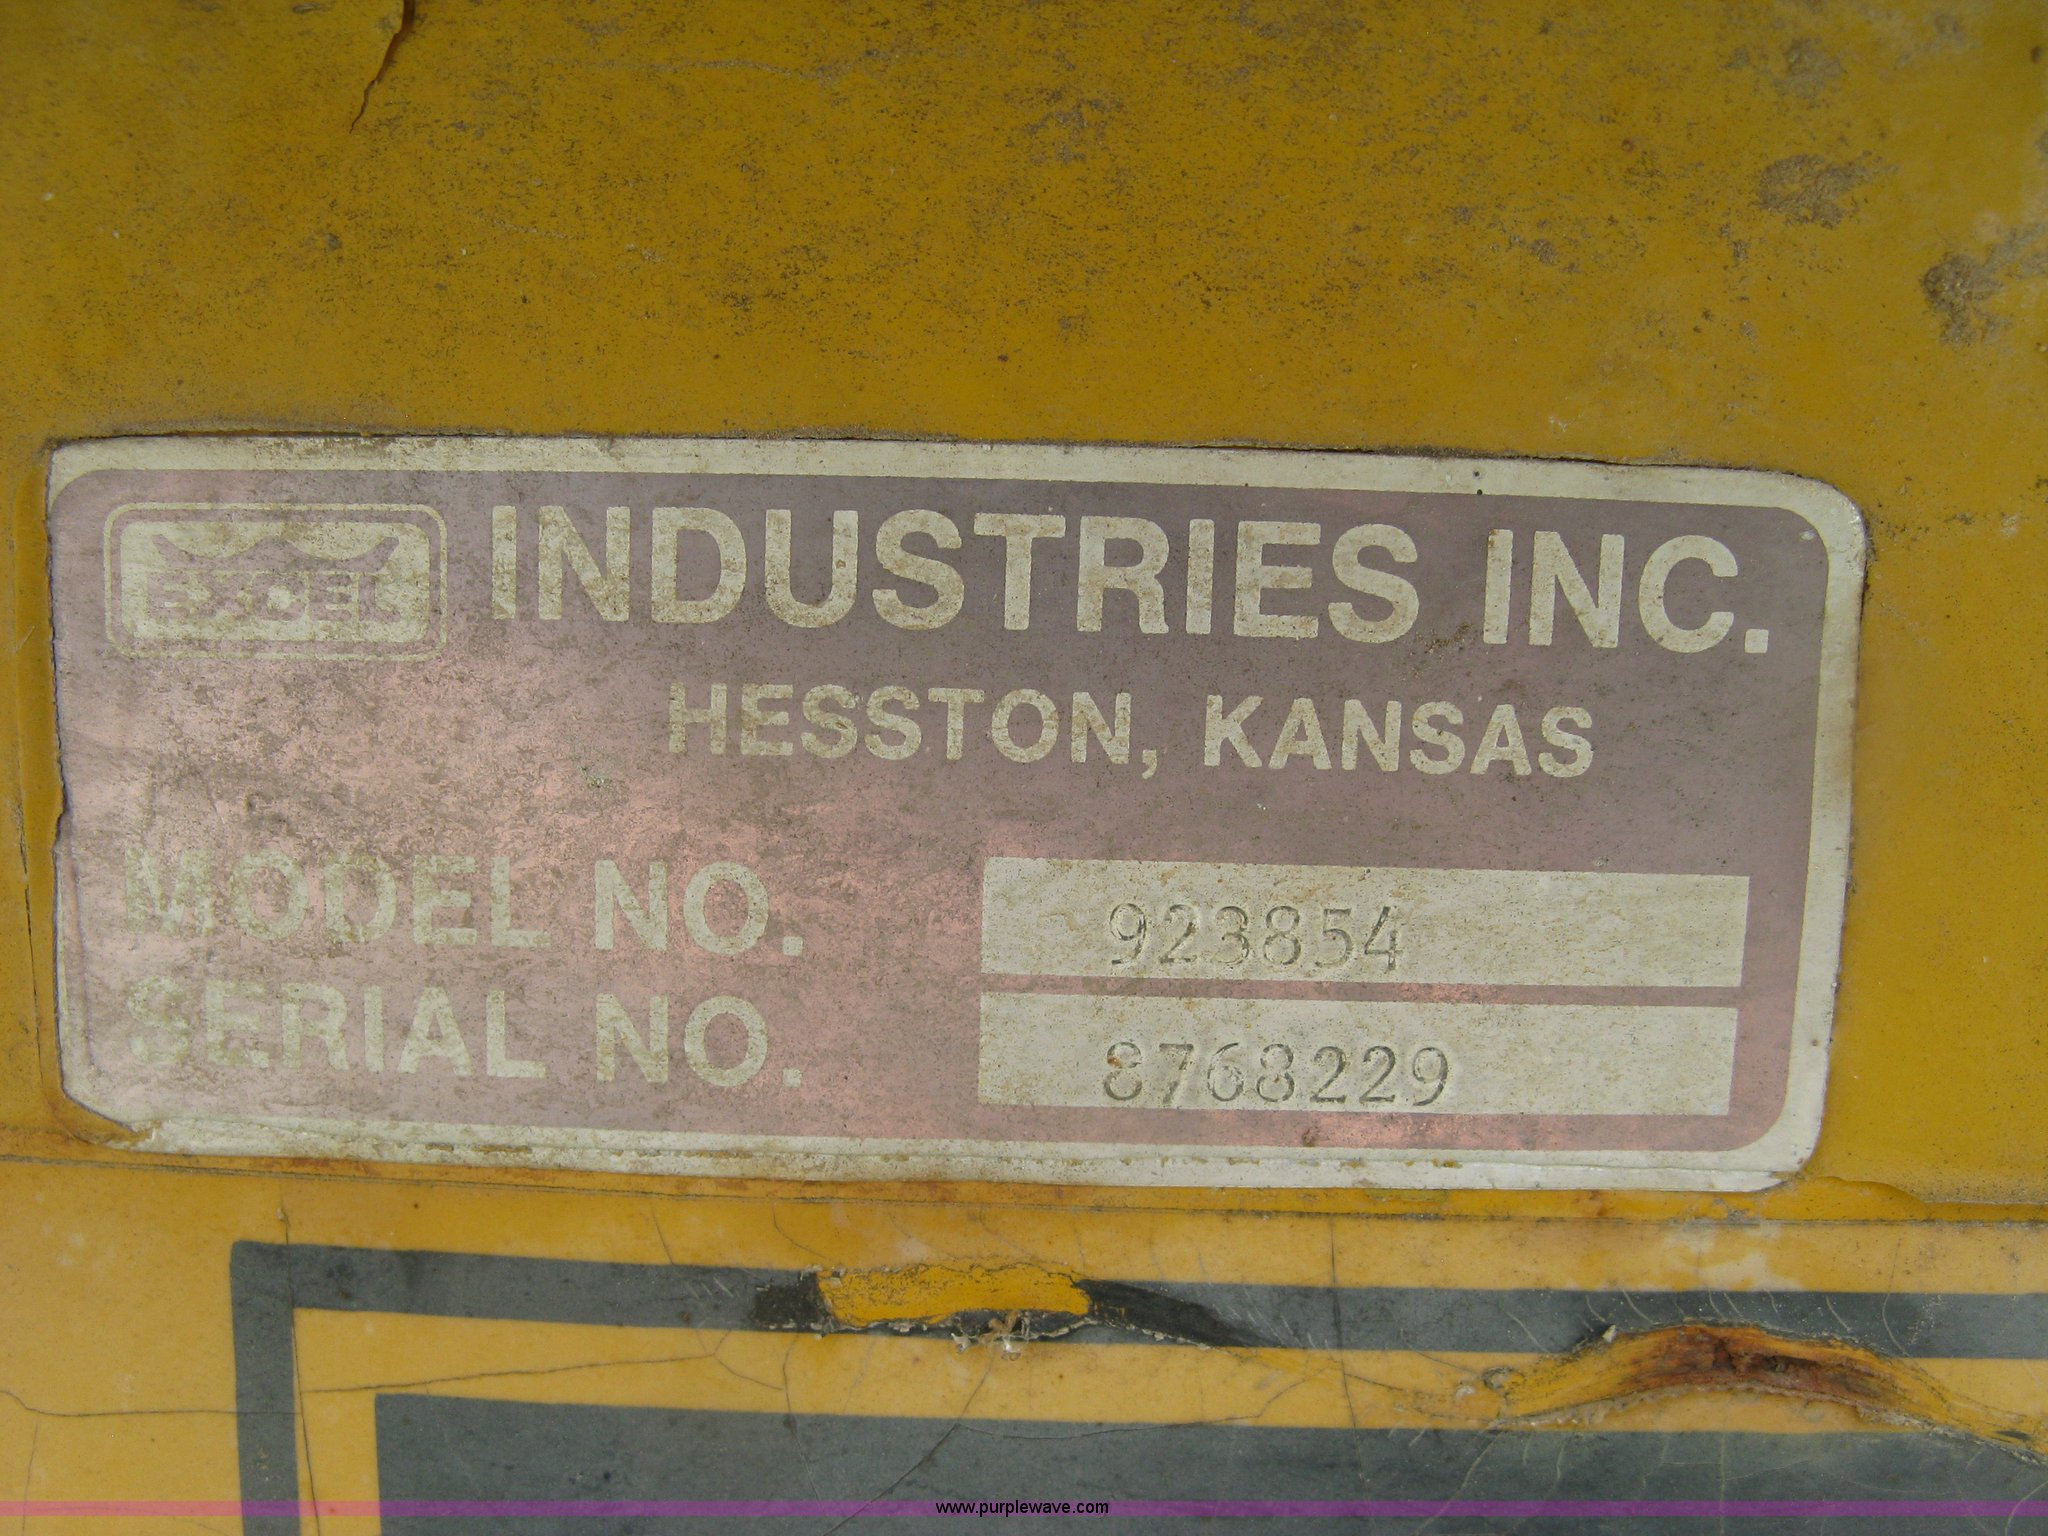 EXCEL INDUSTRIES INC.
HESSTON, KANSAS
MODEL NO. 923854
SERIAL NO. 8768229
www.purplewave.com